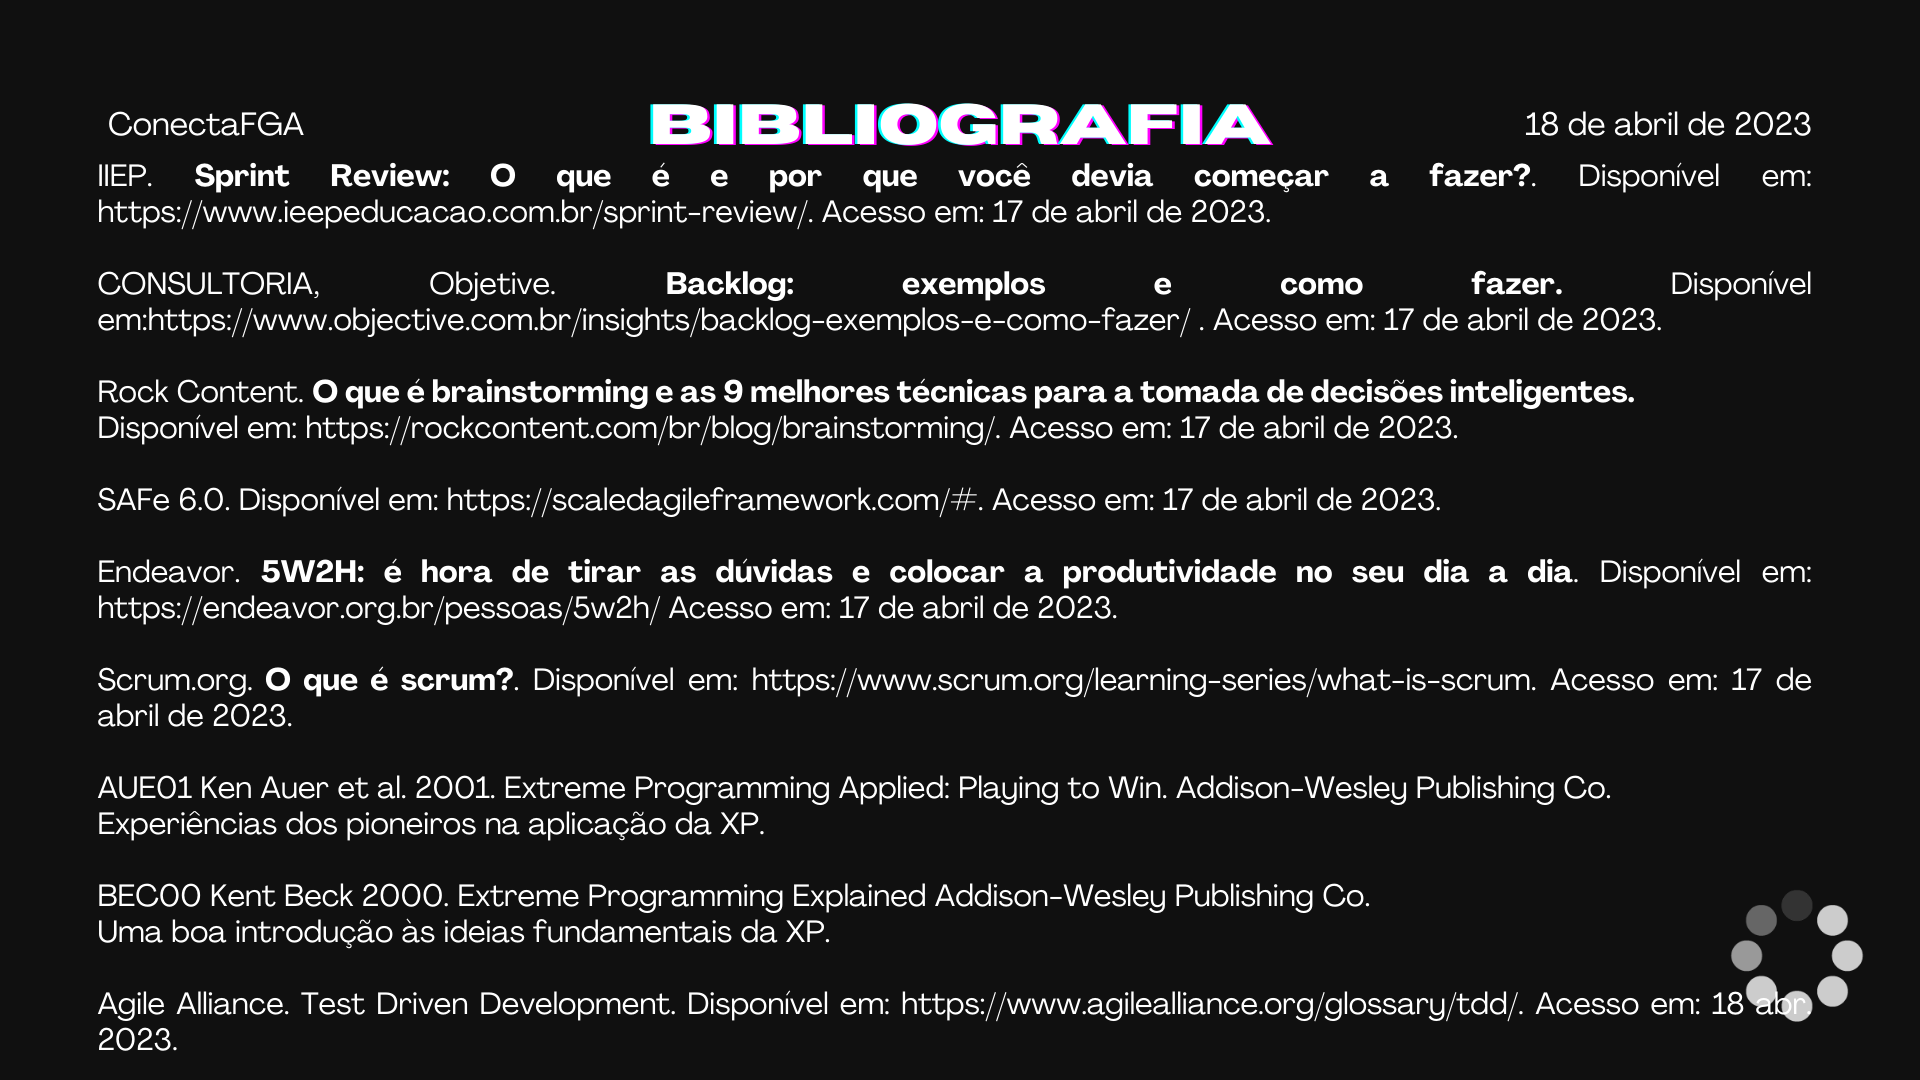 ConectaFGA
BIBLIOGRAFIA
18 de abril de 2023
IIEP. Sprint Review: O que é e por que você devia começar a fazer?. Disponível em:
https://www.ieepeducacao.com.br/sprint-review/. Acesso em: 17 de abril de 2023.
CONSULTORIA, Objetive. Backlog: exemplos e como fazer. Disponível
em:https://www.objective.com.br/insights/backlog-exemplos-e-como-fazer/ . Acesso em: 17 de abril de 2023.
Rock Content. O que é brainstorming e as 9 melhores técnicas para a tomada de decisões inteligentes.
Disponível em: https://rockcontent.com/br/blog/brainstorming/. Acesso em: 17 de abril de 2023.
SAFe 6.0. Disponível em: https://scaledagileframework.com/#. Acesso em: 17 de abril de 2023.
Endeavor. 5W2H: é hora de tirar as dúvidas e colocar a produtividade no seu dia a dia. Disponível em:
https://endeavor.org.br/pessoas/5w2h/ Acesso em: 17 de abril de 2023.
Scrum.org. O que é scrum?. Disponível em: https://www.scrum.org/learning-series/what-is-scrum. Acesso em: 17 de
abril de 2023.
AUE01 Ken Auer et al. 2001. Extreme Programming Applied: Playing to Win. Addison-Wesley Publishing Co.
Experiências dos pioneiros na aplicação da XP.
BEC00 Kent Beck 2000. Extreme Programming Explained Addison-Wesley Publishing Co.
Uma boa introdução às ideias fundamentais da XP.
Agile Alliance. Test Driven Development. Disponível em: https://www.agilealliance.org/glossary/tdd/. Acesso em: 18 abr.
2023.